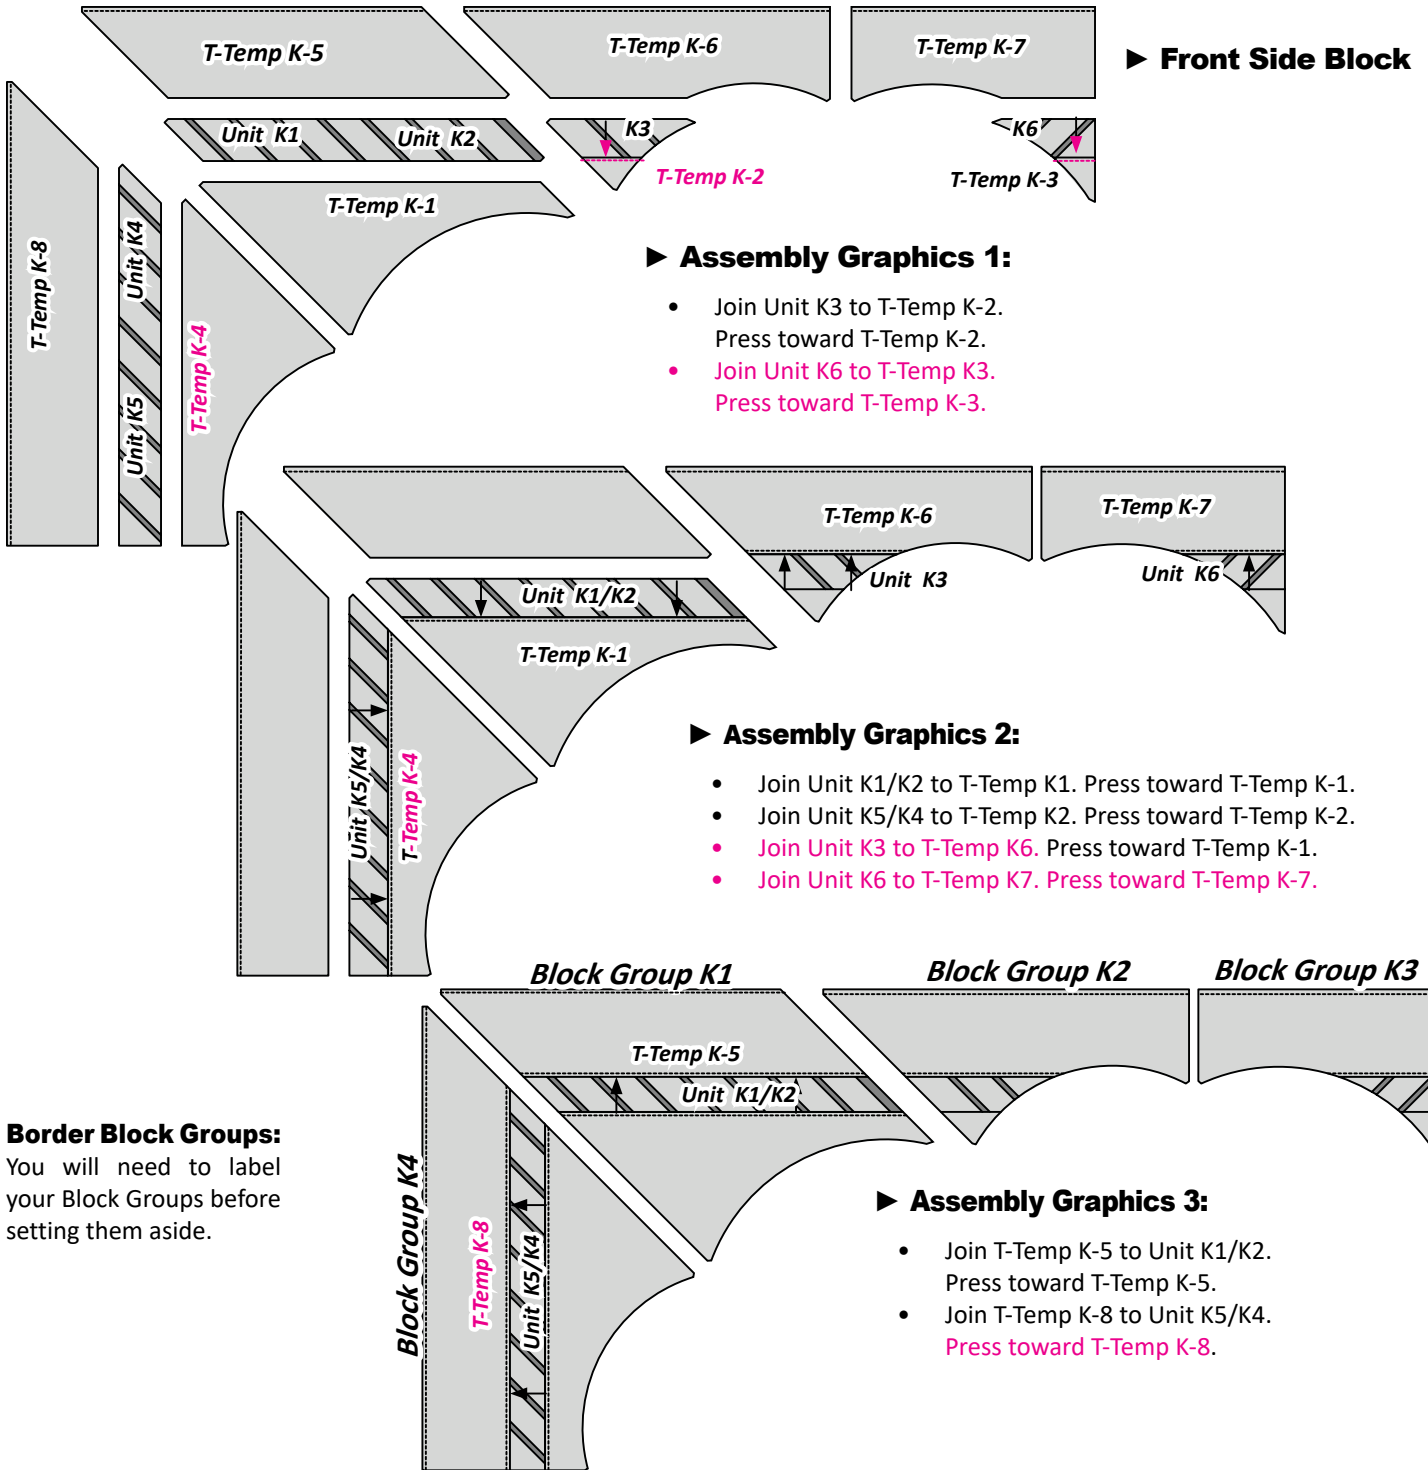 T-Temp K-5
T-Temp K-6
T-Temp K-7
► Front Side Block
Unit K1
Unit K2
K3
K6
T-Temp K-2
T-Temp K-3
T-Temp K-1
T-Temp K-8
Unit K4
Unit K5
T-Temp K-4
► Assembly Graphics 1:
• Join Unit K3 to T-Temp K-2.
Press toward T-Temp K-2.
• Join Unit K6 to T-Temp K3.
Press toward T-Temp K-3.
T-Temp K-6
T-Temp K-7
Unit K3
Unit K6
Unit K1/K2
T-Temp K-1
Unit K5/K4
T-Temp K-4
► Assembly Graphics 2:
• Join Unit K1/K2 to T-Temp K1. Press toward T-Temp K-1.
• Join Unit K5/K4 to T-Temp K2. Press toward T-Temp K-2.
• Join Unit K3 to T-Temp K6. Press toward T-Temp K-1.
• Join Unit K6 to T-Temp K7. Press toward T-Temp K-7.
Block Group K1
Block Group K2
Block Group K3
T-Temp K-5
Unit K1/K2
Block Group K4
T-Temp K-8
Unit K5/K4
Border Block Groups:
You will need to label
your Block Groups before
setting them aside.
► Assembly Graphics 3:
• Join T-Temp K-5 to Unit K1/K2.
Press toward T-Temp K-5.
• Join T-Temp K-8 to Unit K5/K4.
Press toward T-Temp K-8.